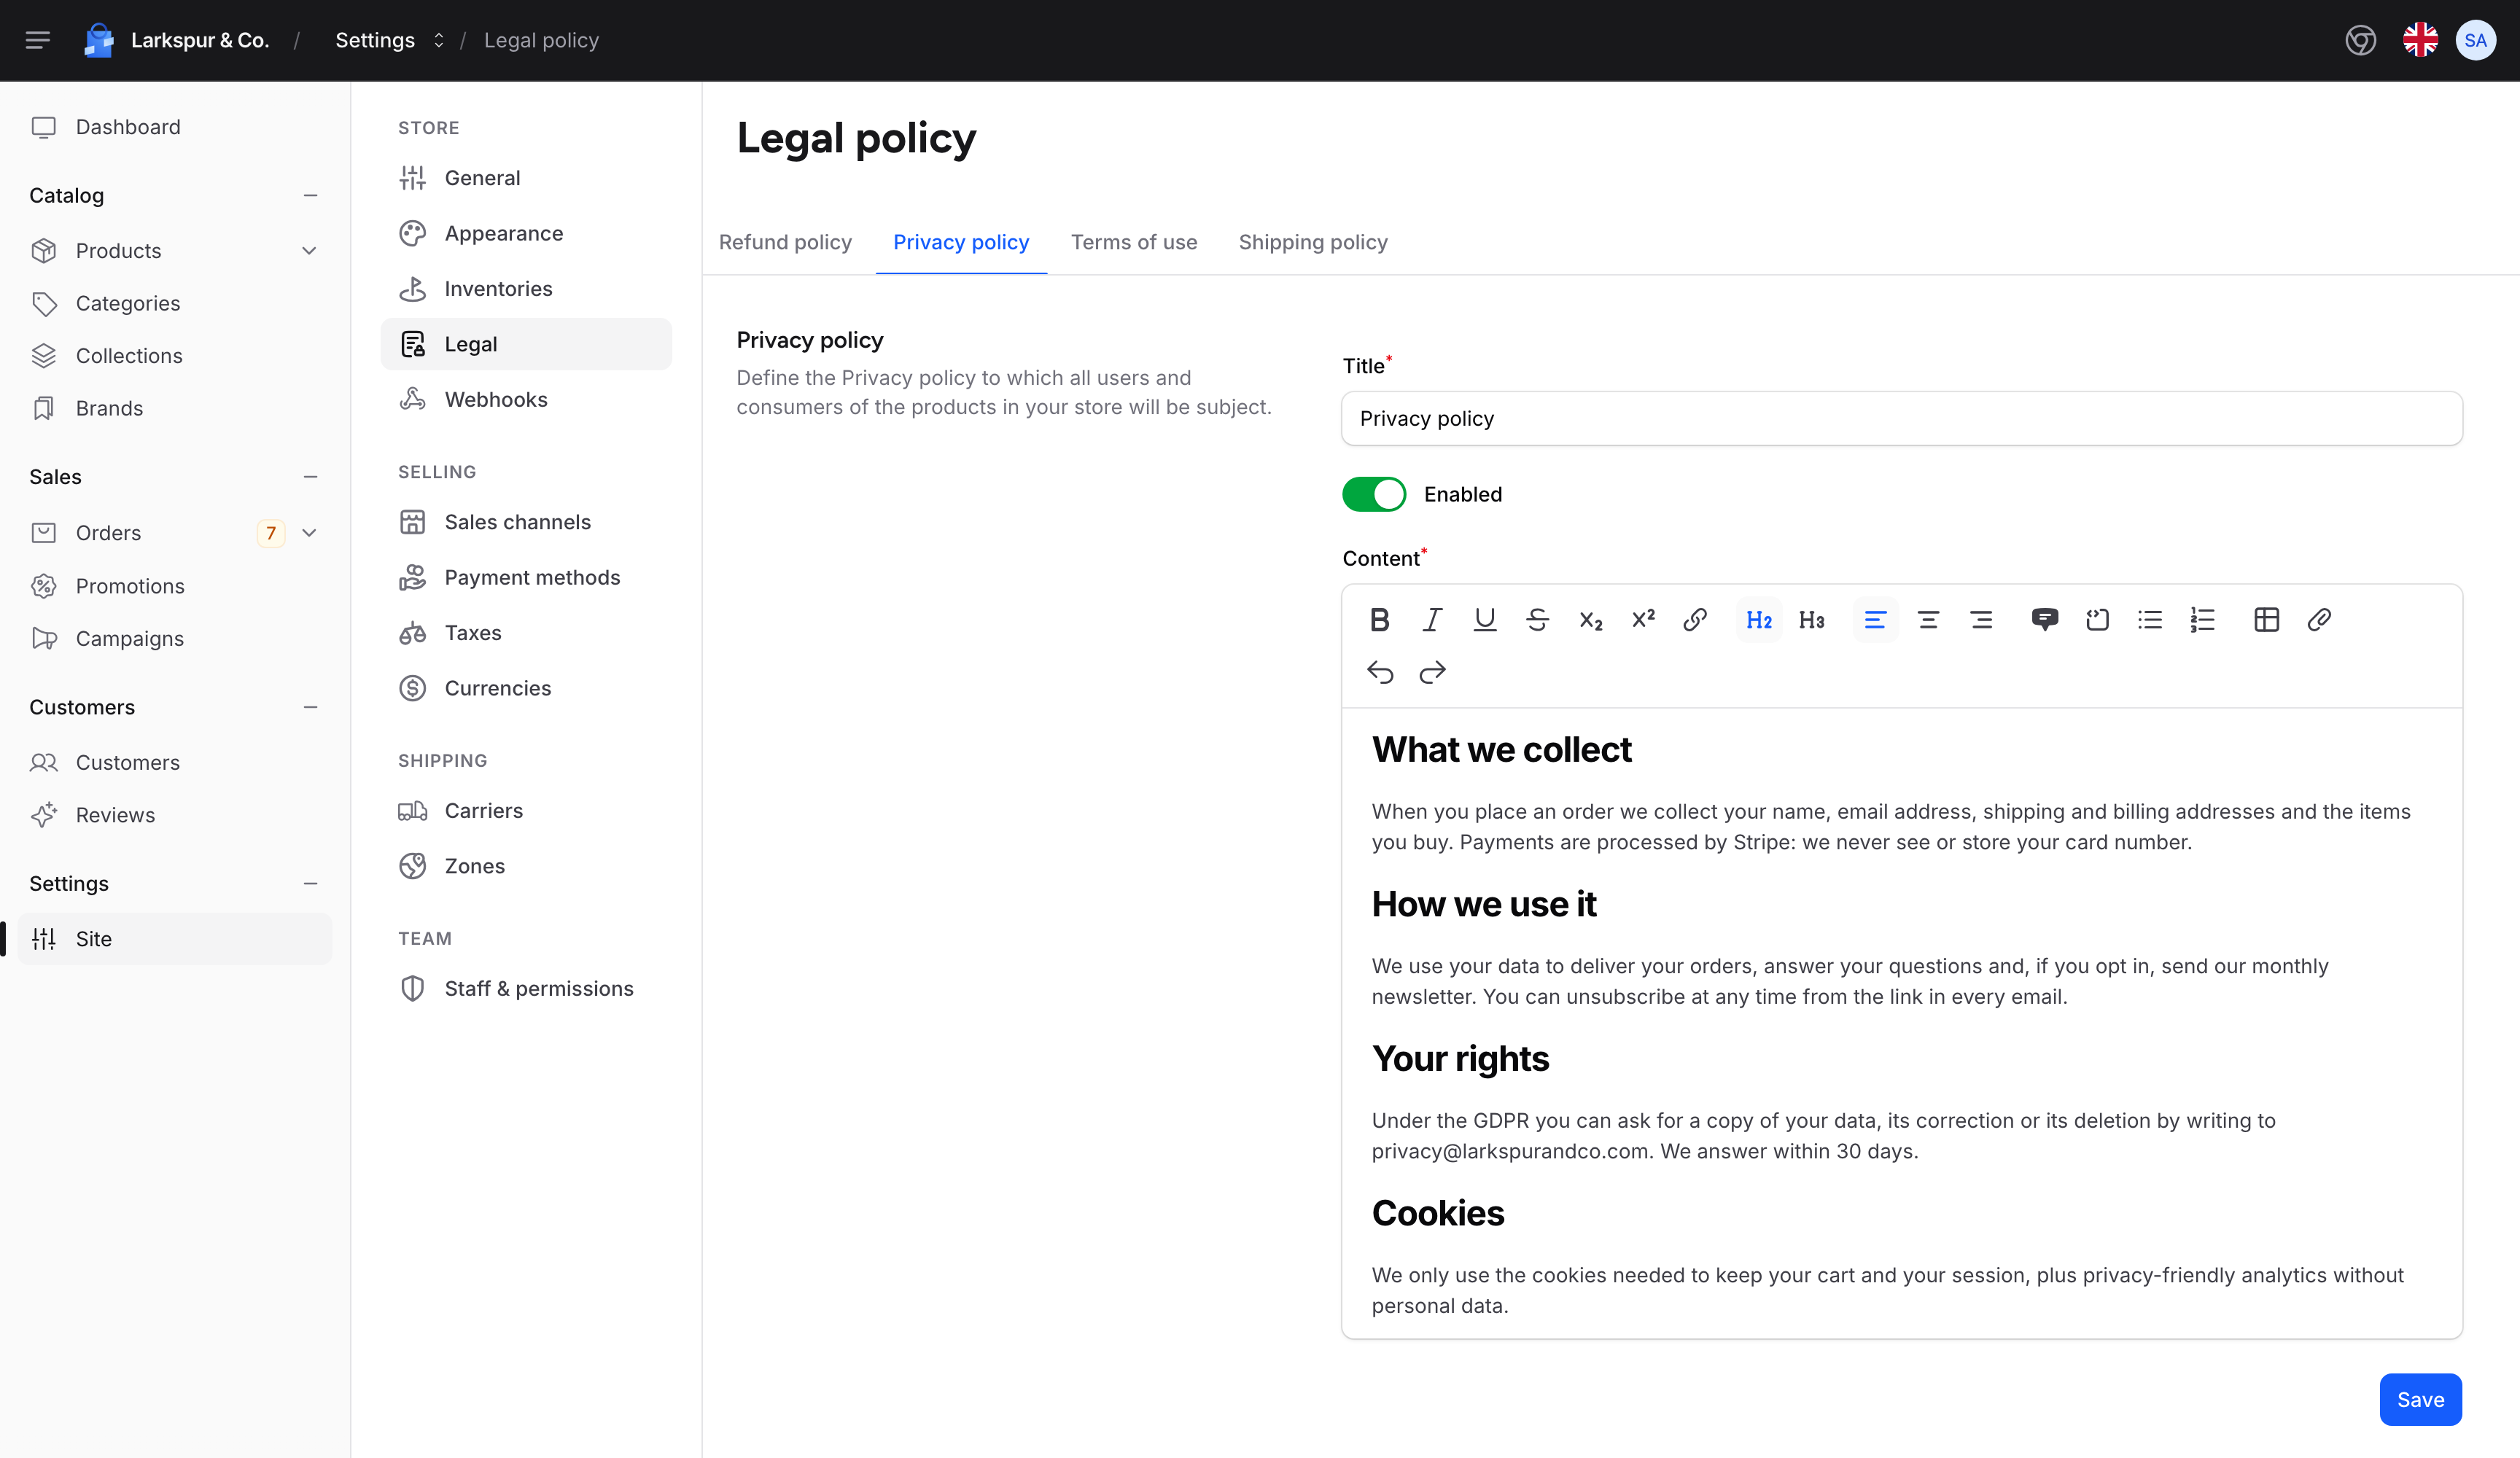 Larkspur & Co. / Settings / Legal policy
SA
Dashboard
Catalog
Products
Categories
Collections
Brands
Sales
Orders 7
Promotions
Campaigns
Customers
Customers
Reviews
Settings
Site
STORE
General
Appearance
Inventories
Legal
Webhooks
SELLING
Sales channels
Payment methods
Taxes
Currencies
SHIPPING
Carriers
Zones
TEAM
Staff & permissions
Legal policy
Refund policy Privacy policy Terms of use Shipping policy
Privacy policy
Define the Privacy policy to which all users and
consumers of the products in your store will be subject.
Title*
Privacy policy
Enabled
Content*
B I U S X₂ X² H2 H3
What we collect
When you place an order we collect your name, email address, shipping and billing addresses and the items
you buy. Payments are processed by Stripe: we never see or store your card number.
How we use it
We use your data to deliver your orders, answer your questions and, if you opt in, send our monthly
newsletter. You can unsubscribe at any time from the link in every email.
Your rights
Under the GDPR you can ask for a copy of your data, its correction or its deletion by writing to
privacy@larkspurandco.com. We answer within 30 days.
Cookies
We only use the cookies needed to keep your cart and your session, plus privacy-friendly analytics without
personal data.
Save